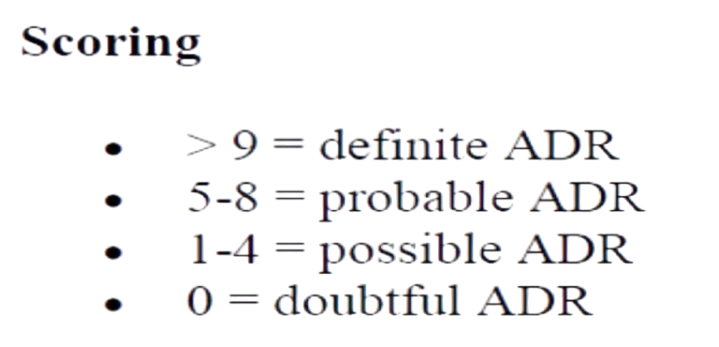 Scoring
• > 9 = definite ADR
• 5-8 = probable ADR
• 1-4 = possible ADR
• 0 = doubtful ADR